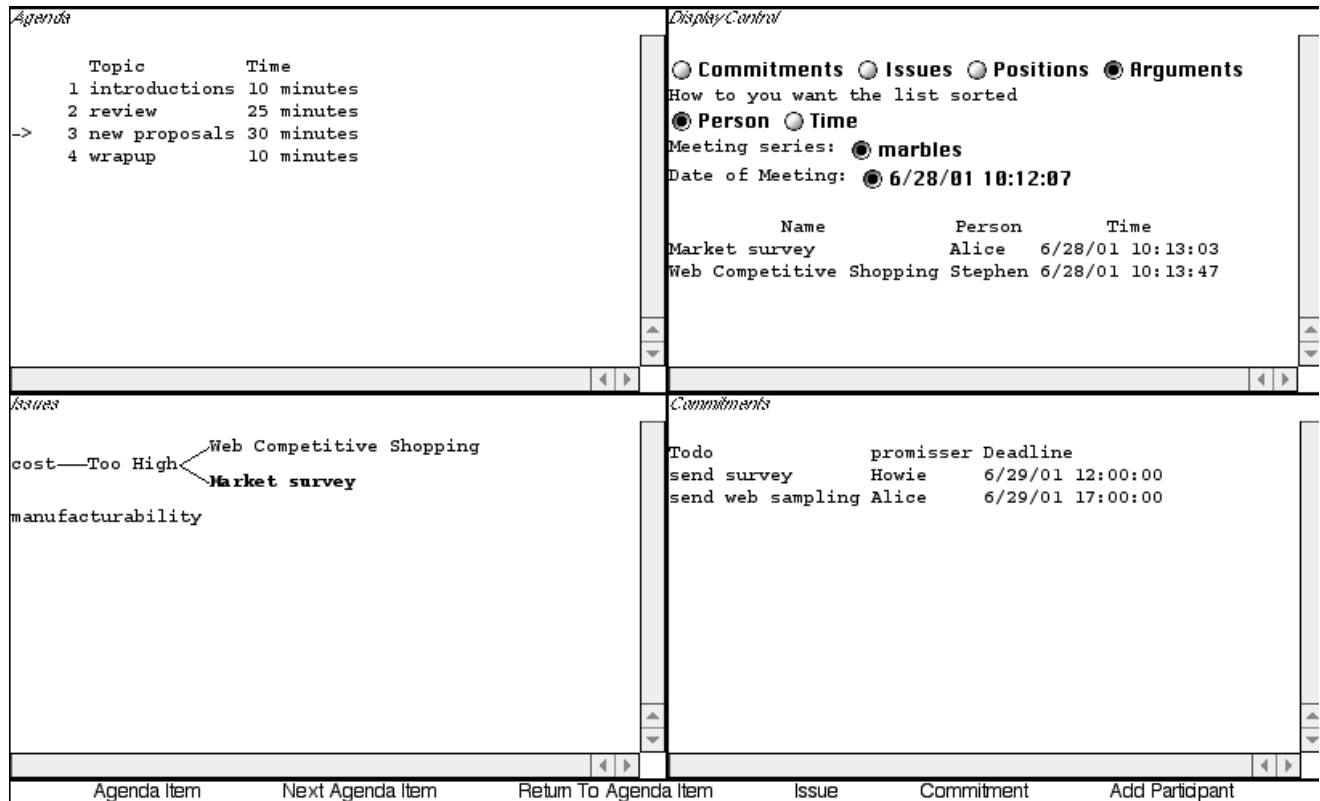 Agenda
Topic Time
1 introductions 10 minutes
2 review 25 minutes
-> 3 new proposals 30 minutes
4 wrapup 10 minutes
Display Control
Commitments Issues Positions Arguments
How to you want the list sorted
Person Time
Meeting series: marbles
Date of Meeting: 6/28/01 10:12:07
Name Person Time
Market survey Alice 6/28/01 10:13:03
Web Competitive Shopping Stephen 6/28/01 10:13:47
Issues
Web Competitive Shopping
cost Too High
Market survey
manufacturability
Commitments
Todo promisser Deadline
send survey Howie 6/29/01 12:00:00
send web sampling Alice 6/29/01 17:00:00
Agenda Item Next Agenda Item Return To Agenda Item Issue Commitment Add Participant